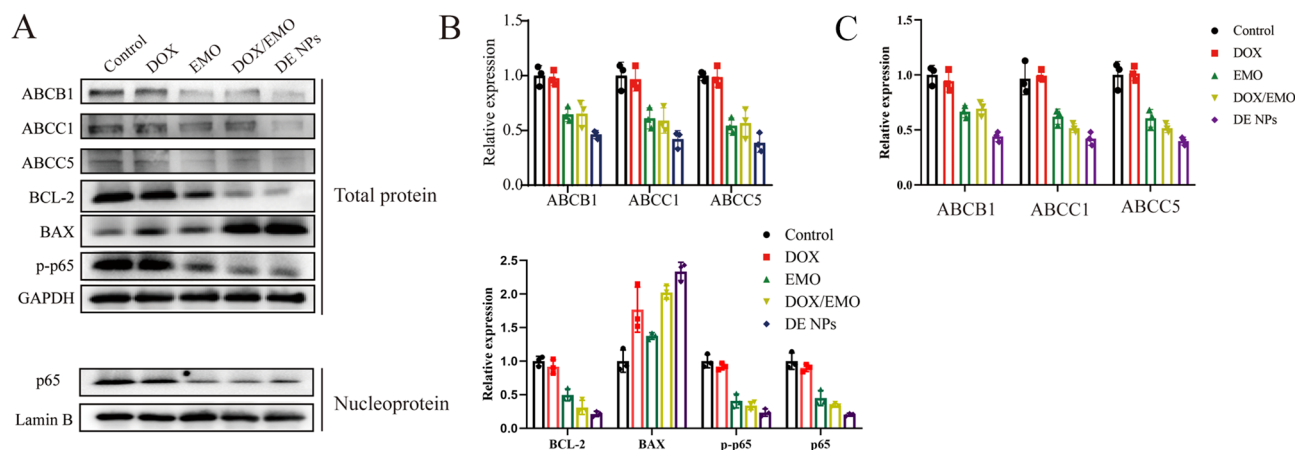 A
Control
DOX
EMO
DOX/EMO
DE NPs
ABCB1
ABCC1
ABCC5
BCL-2
BAX
p-p65
GAPDH
Total protein
p65
Lamin B
Nucleoprotein
B
Relative expression
1.5
1.0
0.5
0.0
ABCB1
ABCC1
ABCC5
Relative expression
2.5
2.0
1.5
1.0
0.5
0.0
BCL-2
BAX
p-p65
p65
Control
DOX
EMO
DOX/EMO
DE NPs
C
Relative expression
1.5
1.0
0.5
0.0
ABCB1
ABCC1
ABCC5
Control
DOX
EMO
DOX/EMO
DE NPs